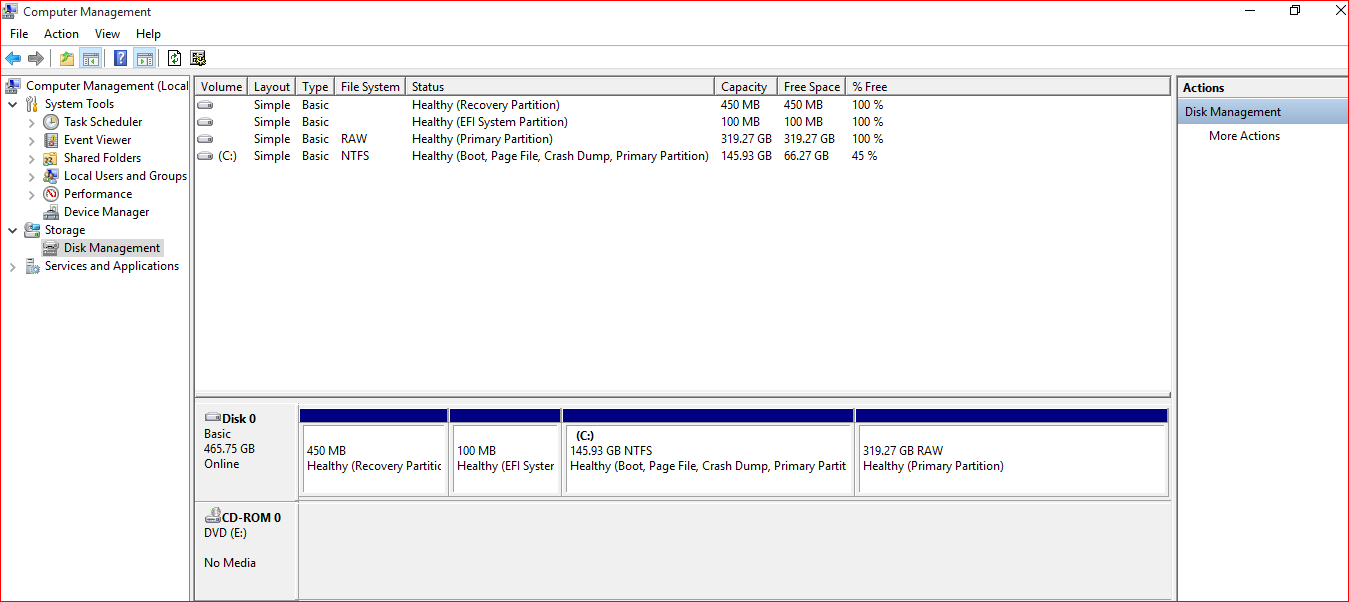 Computer Management
File Action View Help
Computer Management (Local
System Tools
Task Scheduler
Event Viewer
Shared Folders
Local Users and Groups
Performance
Device Manager
Storage
Disk Management
Services and Applications
Volume Layout Type File System Status Capacity Free Space % Free
Simple Basic Healthy (Recovery Partition) 450 MB 450 MB 100 %
Simple Basic Healthy (EFI System Partition) 100 MB 100 MB 100 %
Simple Basic RAW Healthy (Primary Partition) 319.27 GB 319.27 GB 100 %
(C:) Simple Basic NTFS Healthy (Boot, Page File, Crash Dump, Primary Partition) 145.93 GB 66.27 GB 45 %
Disk 0
Basic
465.75 GB
Online
450 MB
Healthy (Recovery Partitic
100 MB
Healthy (EFI Syster
(C:)
145.93 GB NTFS
Healthy (Boot, Page File, Crash Dump, Primary Partit
319.27 GB RAW
Healthy (Primary Partition)
CD-ROM 0
DVD (E:)
No Media
Actions
Disk Management
More Actions